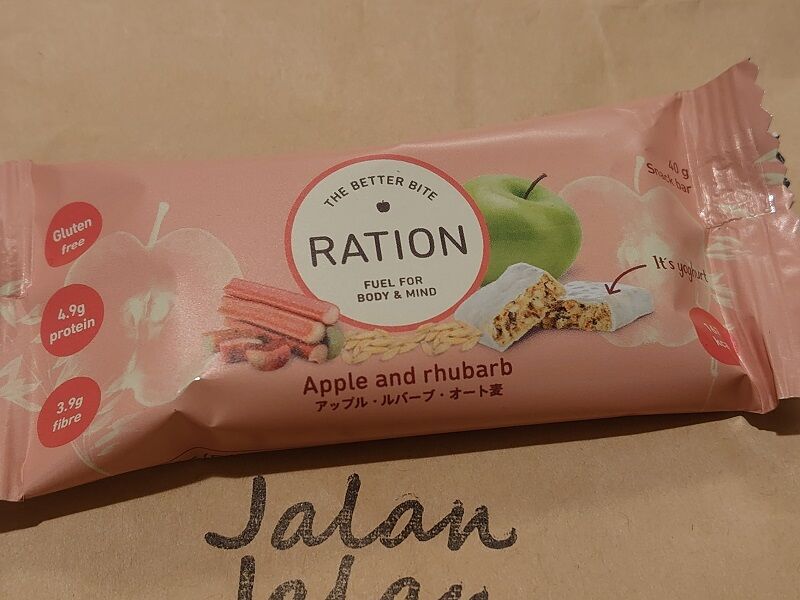 THE BETTER BITE
RATION
FUEL FOR
BODY & MIND
Gluten
free
4.9g
protein
3.9g
fibre
40 g
Snack bar
It's yoghurt
Apple and rhubarb
アップル・ルバーブ・オート麦
Jalan
Jalan